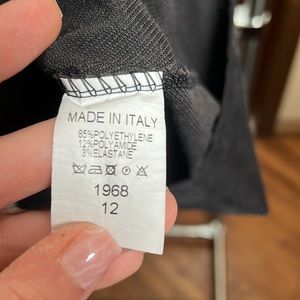 MADE IN ITALY
85%POLYETHYLENE
12%POLYAMIDE
3%ELASTANE
1968
12